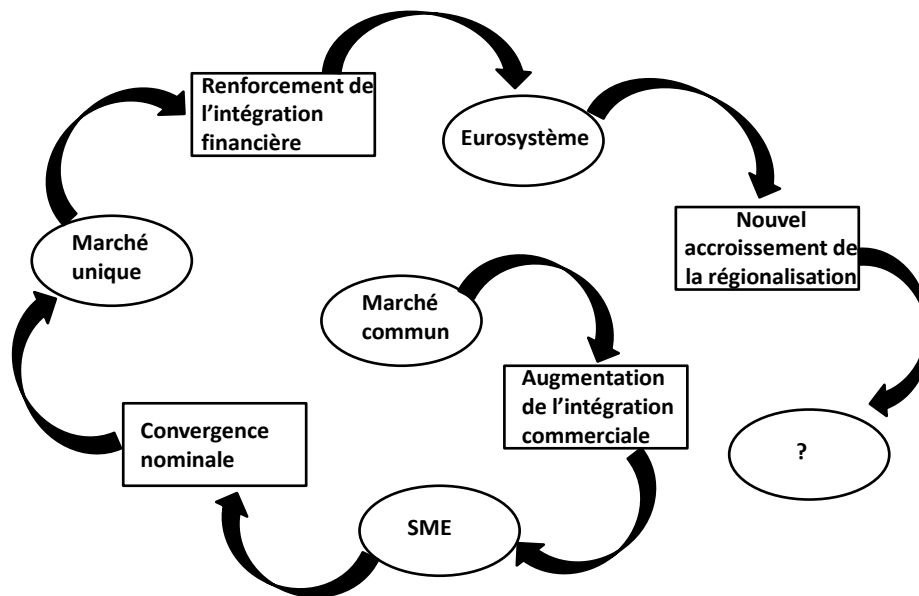 Renforcement de
l'intégration
financière
Eurosystème
Nouvel
accroissement de
la régionalisation
Marché
unique
Marché
commun
Augmentation
de l'intégration
commerciale
Convergence
nominale
?
SME